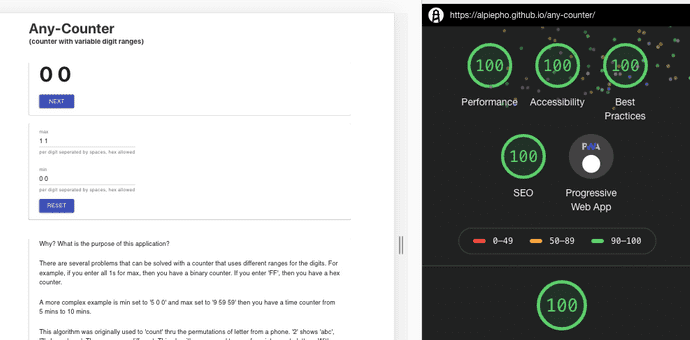 Any-Counter
(counter with variable digit ranges)
0 0
NEXT
max
1 1
per digit seperated by spaces, hex allowed
min
0 0
per digit seperated by spaces, hex allowed
RESET
Why? What is the purpose of this application?
There are several problems that can be solved with a counter that uses different ranges for the digits. For
example, if you enter all 1s for max, then you have a binary counter. If you enter 'FF', then you have a hex
counter.
A more complex example is min set to '5 0 0' and max set to '9 59 59' then you have a time counter from
5 mins to 10 mins.
This algorithm was originally used to 'count' thru the permutations of letter from a phone. '2' shows 'abc',
https://alpiepho.github.io/any-counter/
100 100 100
Performance Accessibility Best
Practices
100
SEO Progressive
Web App
0–49 50–89 90–100
100